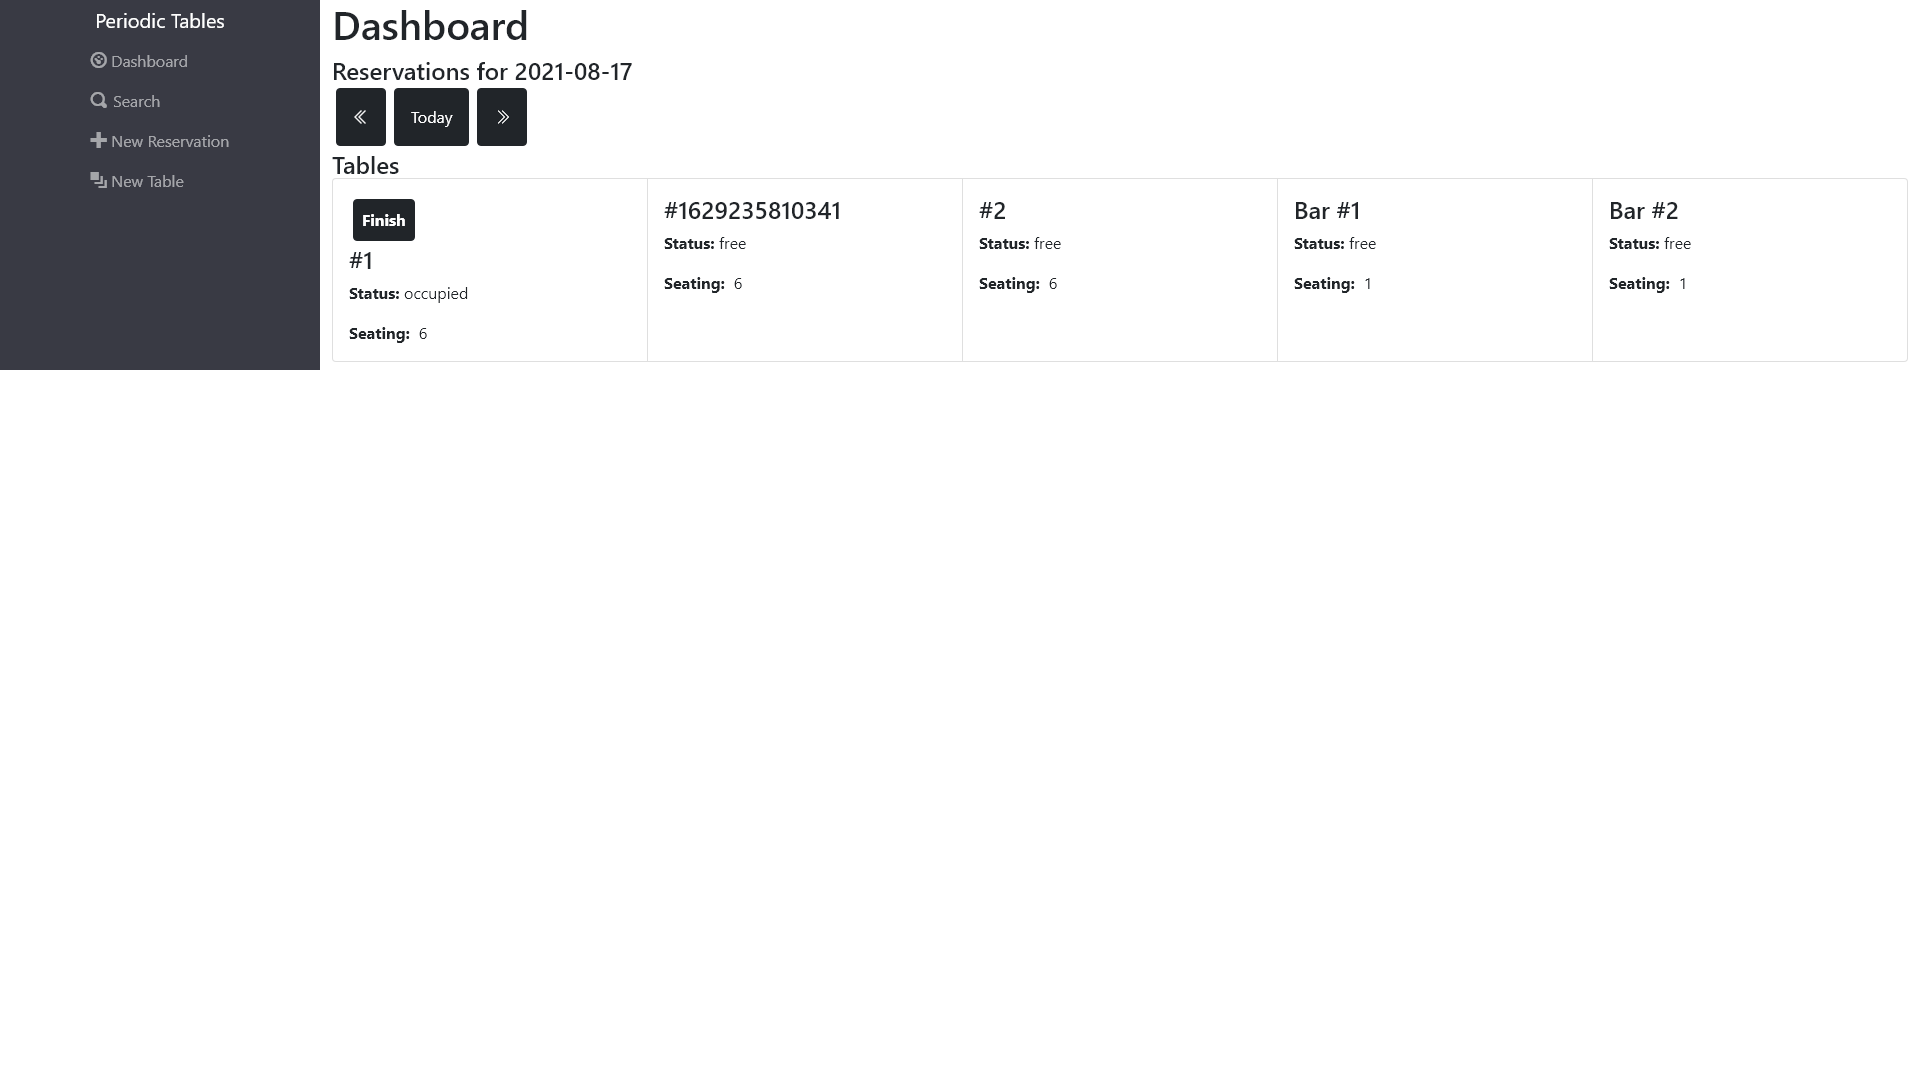 Periodic Tables
Dashboard
Search
New Reservation
New Table
Dashboard
Reservations for 2021-08-17
Today
Tables
Finish
#1
Status: occupied
Seating: 6
#1629235810341
Status: free
Seating: 6
#2
Status: free
Seating: 6
Bar #1
Status: free
Seating: 1
Bar #2
Status: free
Seating: 1